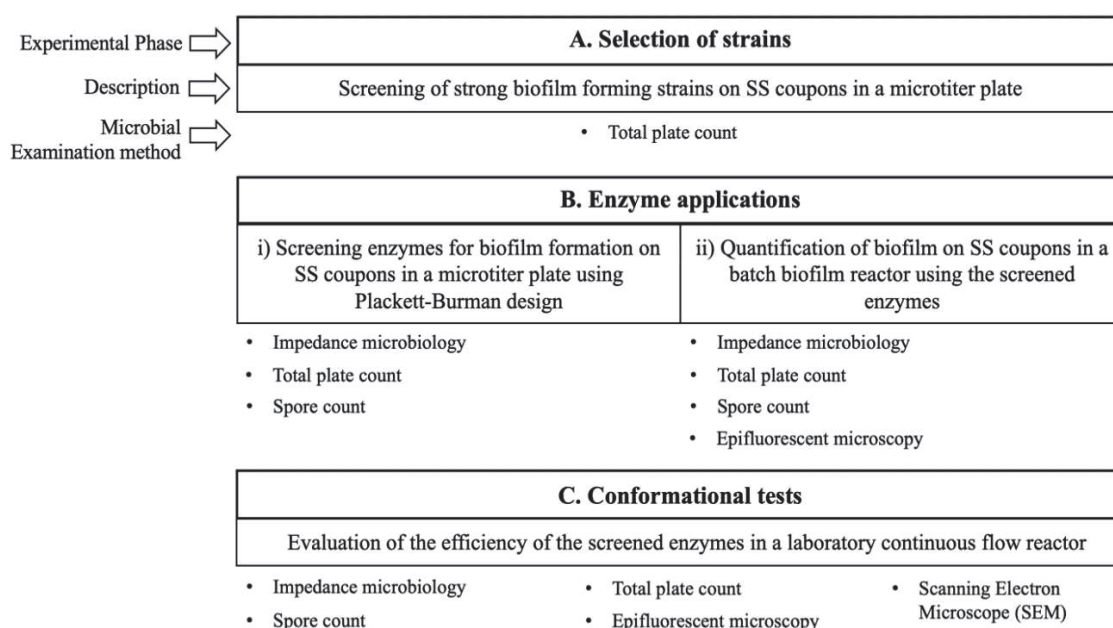 Experimental Phase
A. Selection of strains
Description
Screening of strong biofilm forming strains on SS coupons in a microtiter plate
Microbial
Examination method
• Total plate count
B. Enzyme applications
i) Screening enzymes for biofilm formation on
SS coupons in a microtiter plate using
Plackett-Burman design
ii) Quantification of biofilm on SS coupons in a
batch biofilm reactor using the screened
enzymes
• Impedance microbiology
• Total plate count
• Spore count
• Impedance microbiology
• Total plate count
• Spore count
• Epifluorescent microscopy
C. Conformational tests
Evaluation of the efficiency of the screened enzymes in a laboratory continuous flow reactor
• Impedance microbiology
• Spore count
• Total plate count
• Epifluorescent microscopy
• Scanning Electron
Microscope (SEM)